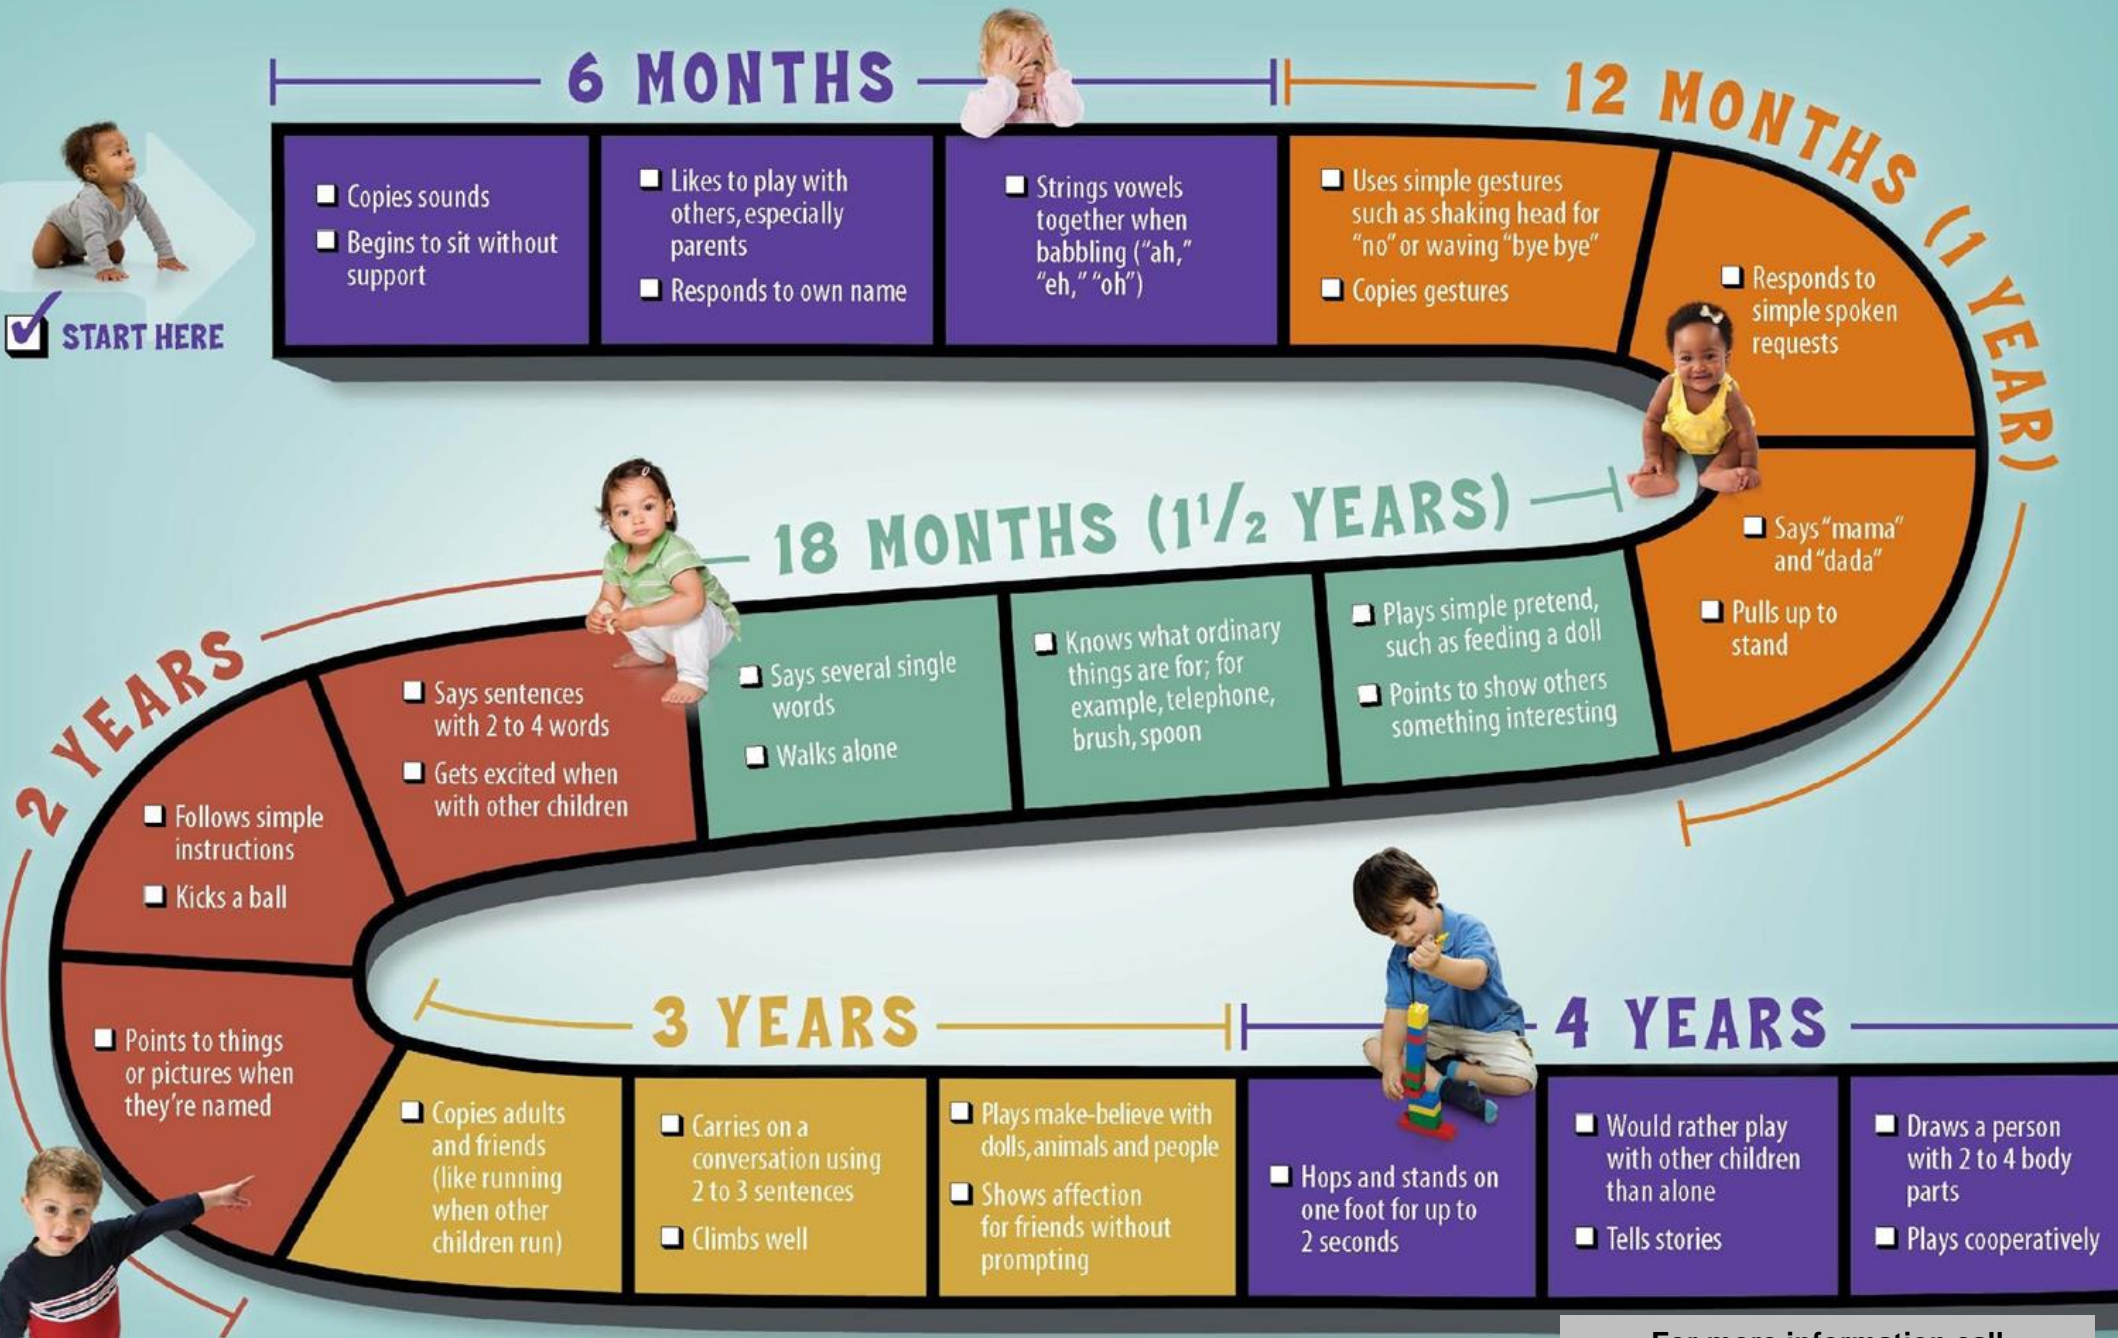 6 MONTHS
12 MONTHS (1 YEAR)
START HERE
Copies sounds
Begins to sit without
support
Likes to play with
others, especially
parents
Responds to own name
Strings vowels
together when
babbling ("ah,"
"eh," "oh")
Uses simple gestures
such as shaking head for
"no" or waving "bye bye"
Copies gestures
Responds to
simple spoken
requests
Says "mama"
and "dada"
Pulls up to
stand
18 MONTHS (1 1/2 YEARS)
Plays simple pretend,
such as feeding a doll
Points to show others
something interesting
Knows what ordinary
things are for; for
example, telephone,
brush, spoon
Says several single
words
Walks alone
2 YEARS
Says sentences
with 2 to 4 words
Gets excited when
with other children
Follows simple
instructions
Kicks a ball
Points to things
or pictures when
they're named
3 YEARS
Copies adults
and friends
(like running
when other
children run)
Carries on a
conversation using
2 to 3 sentences
Climbs well
Plays make-believe with
dolls, animals and people
Shows affection
for friends without
prompting
4 YEARS
Hops and stands on
one foot for up to
2 seconds
Would rather play
with other children
than alone
Tells stories
Draws a person
with 2 to 4 body
parts
Plays cooperatively
For more information call